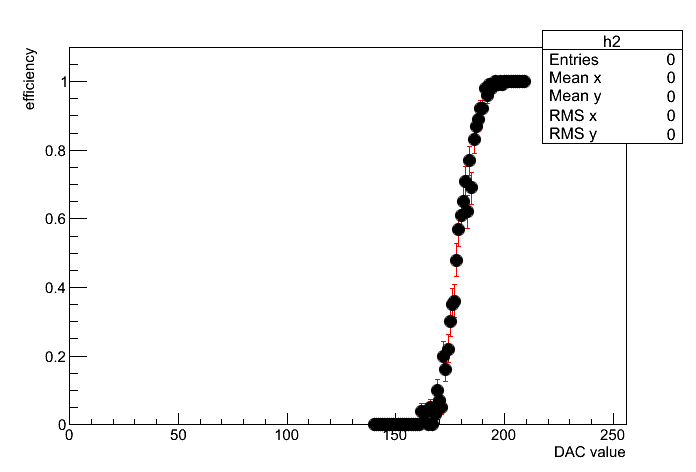 h2
Entries 0
Mean x 0
Mean y 0
RMS x 0
RMS y 0
efficiency
1
0.8
0.6
0.4
0.2
0
0 50 100 150 200 250
DAC value